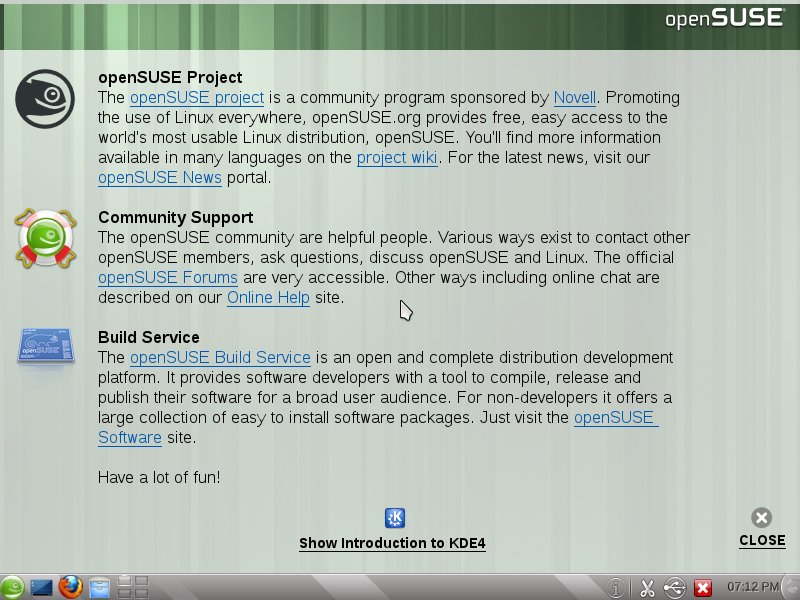 openSUSE
openSUSE Project
The openSUSE project is a community program sponsored by Novell. Promoting
the use of Linux everywhere, openSUSE.org provides free, easy access to the
world's most usable Linux distribution, openSUSE. You'll find more information
available in many languages on the project wiki. For the latest news, visit our
openSUSE News portal.
Community Support
The openSUSE community are helpful people. Various ways exist to contact other
openSUSE members, ask questions, discuss openSUSE and Linux. The official
openSUSE Forums are very accessible. Other ways including online chat are
described on our Online Help site.
Build Service
openSUSE
The openSUSE Build Service is an open and complete distribution development
platform. It provides software developers with a tool to compile, release and
publish their software for a broad user audience. For non-developers it offers a
large collection of easy to install software packages. Just visit the openSUSE
Software site.
Have a lot of fun!
Show Introduction to KDE4
CLOSE
07:12 PM